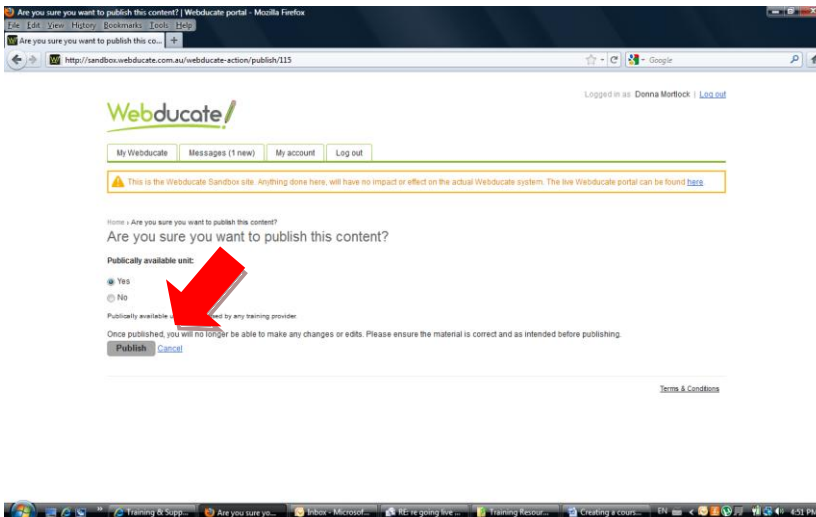 Are you sure you want to publish this content? | Webducate portal - Mozilla Firefox
File Edit View History Bookmarks Tools Help
Are you sure you want to publish this co...
http://sandbox.webducate.com.au/webducate-action/publish/115
Google
Logged in as Donna Mortlock | Log out
Webducate
My Webducate Messages (1 new) My account Log out
This is the Webducate Sandbox site. Anything done here, will have no impact or effect on the actual Webducate system. The live Webducate portal can be found here.
Home › Are you sure you want to publish this content?
Are you sure you want to publish this content?
Publically available unit:
Yes
No
Publically available by any training provider.
Once published, you will no longer be able to make any changes or edits. Please ensure the material is correct and as intended before publishing.
Publish Cancel
Terms & Conditions
Training & Supp... Are you sure yo... Inbox - Microsof... RE: re going live ... Training Resour... Creating a cours... EN 4:51 PM